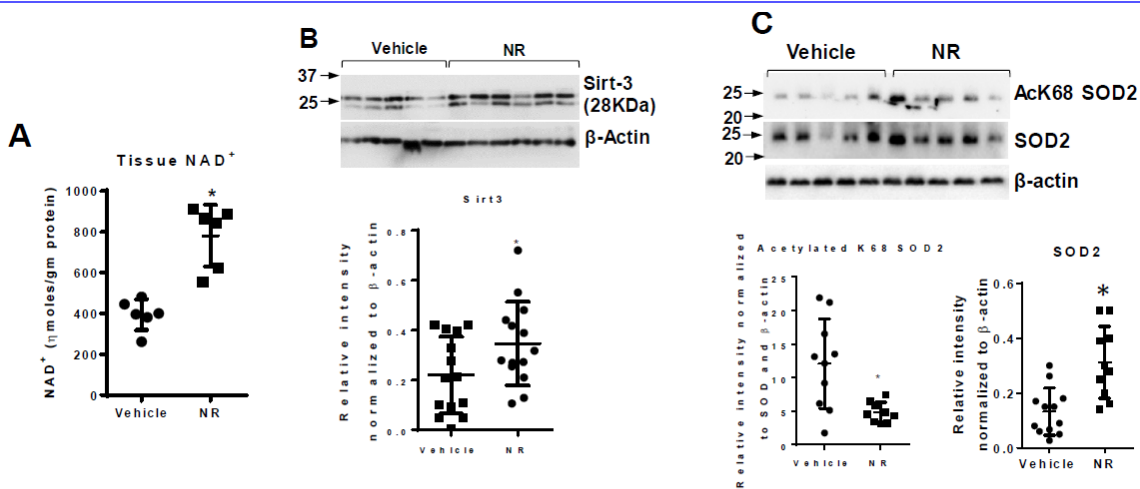 A
Tissue NAD+
NAD+ (ηmoles/gm protein)
1000
800
600
400
200
0
*
Vehicle
NR
B
Vehicle
NR
37
25
Sirt-3
(28KDa)
β-Actin
Sirt3
Relative intensity
normalized to β-actin
0.8
0.6
0.4
0.2
0.0
*
Vehicle
NR
C
Vehicle
NR
25
20
AcK68 SOD2
25
20
SOD2
β-actin
Acetylated K68 SOD2
Relative intensity normalized
to SOD and β-actin
25
20
15
10
5
0
*
Vehicle
NR
SOD2
Relative intensity
normalized to β-actin
0.6
0.4
0.2
0.0
*
Vehicle
NR